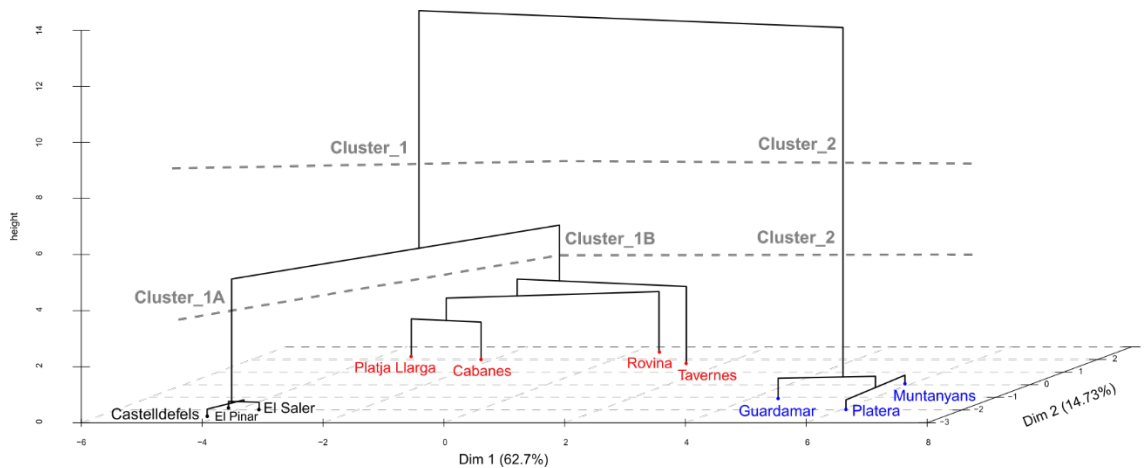 14
12
10
8
6
4
2
0
height
Cluster_1
Cluster_2
Cluster_1B
Cluster_2
Cluster_1A
Platja Llarga
Cabanes
Rovina
Tavernes
Castelldefels
El Pinar
El Saler
Guardamar
Platera
Muntanyans
−6
−4
−2
0
2
4
6
8
Dim 1 (62.7%)
−3
−2
−1
0
1
2
Dim 2 (14.73%)